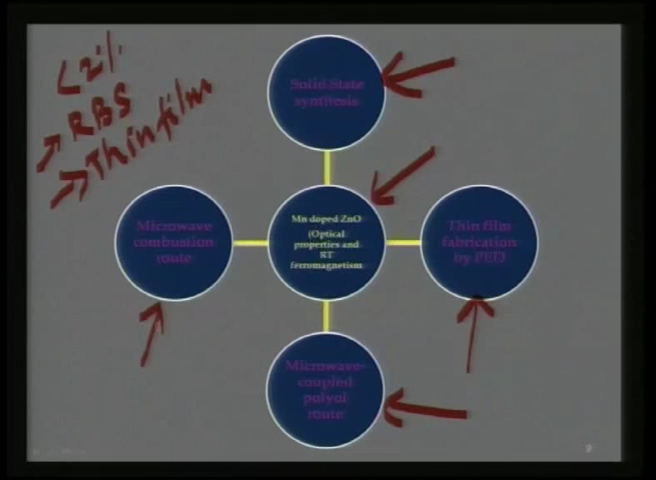 <2%
RBS
Thin film
Solid State
synthesis
Microwave
combustion
route
Mn doped ZnO
(Optical
properties and
RT
ferromagnetism
Thin film
fabrication
by PED
Microwave-
coupled
polyol
route